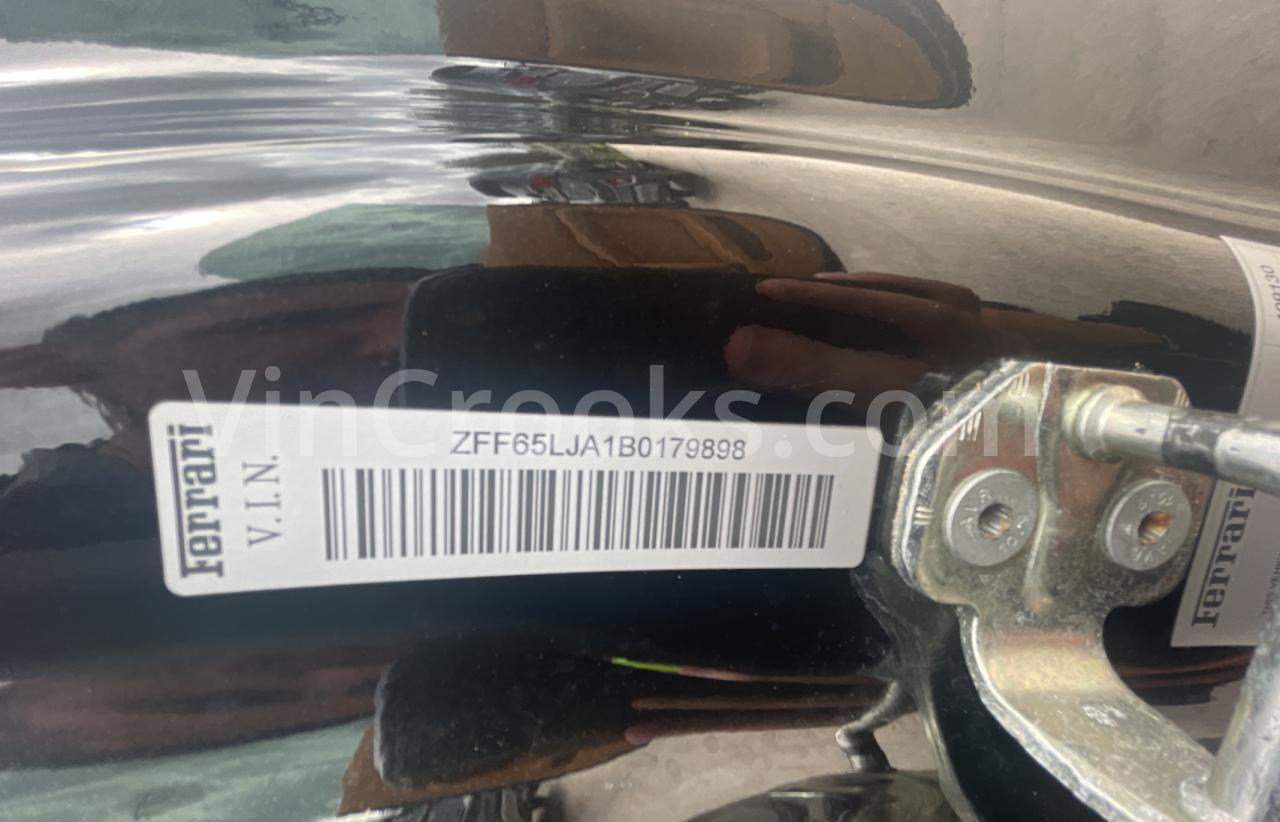 VinCrooks.com
Ferrari
V.I.N.
ZFF65LJA1B0179898
Ferrari